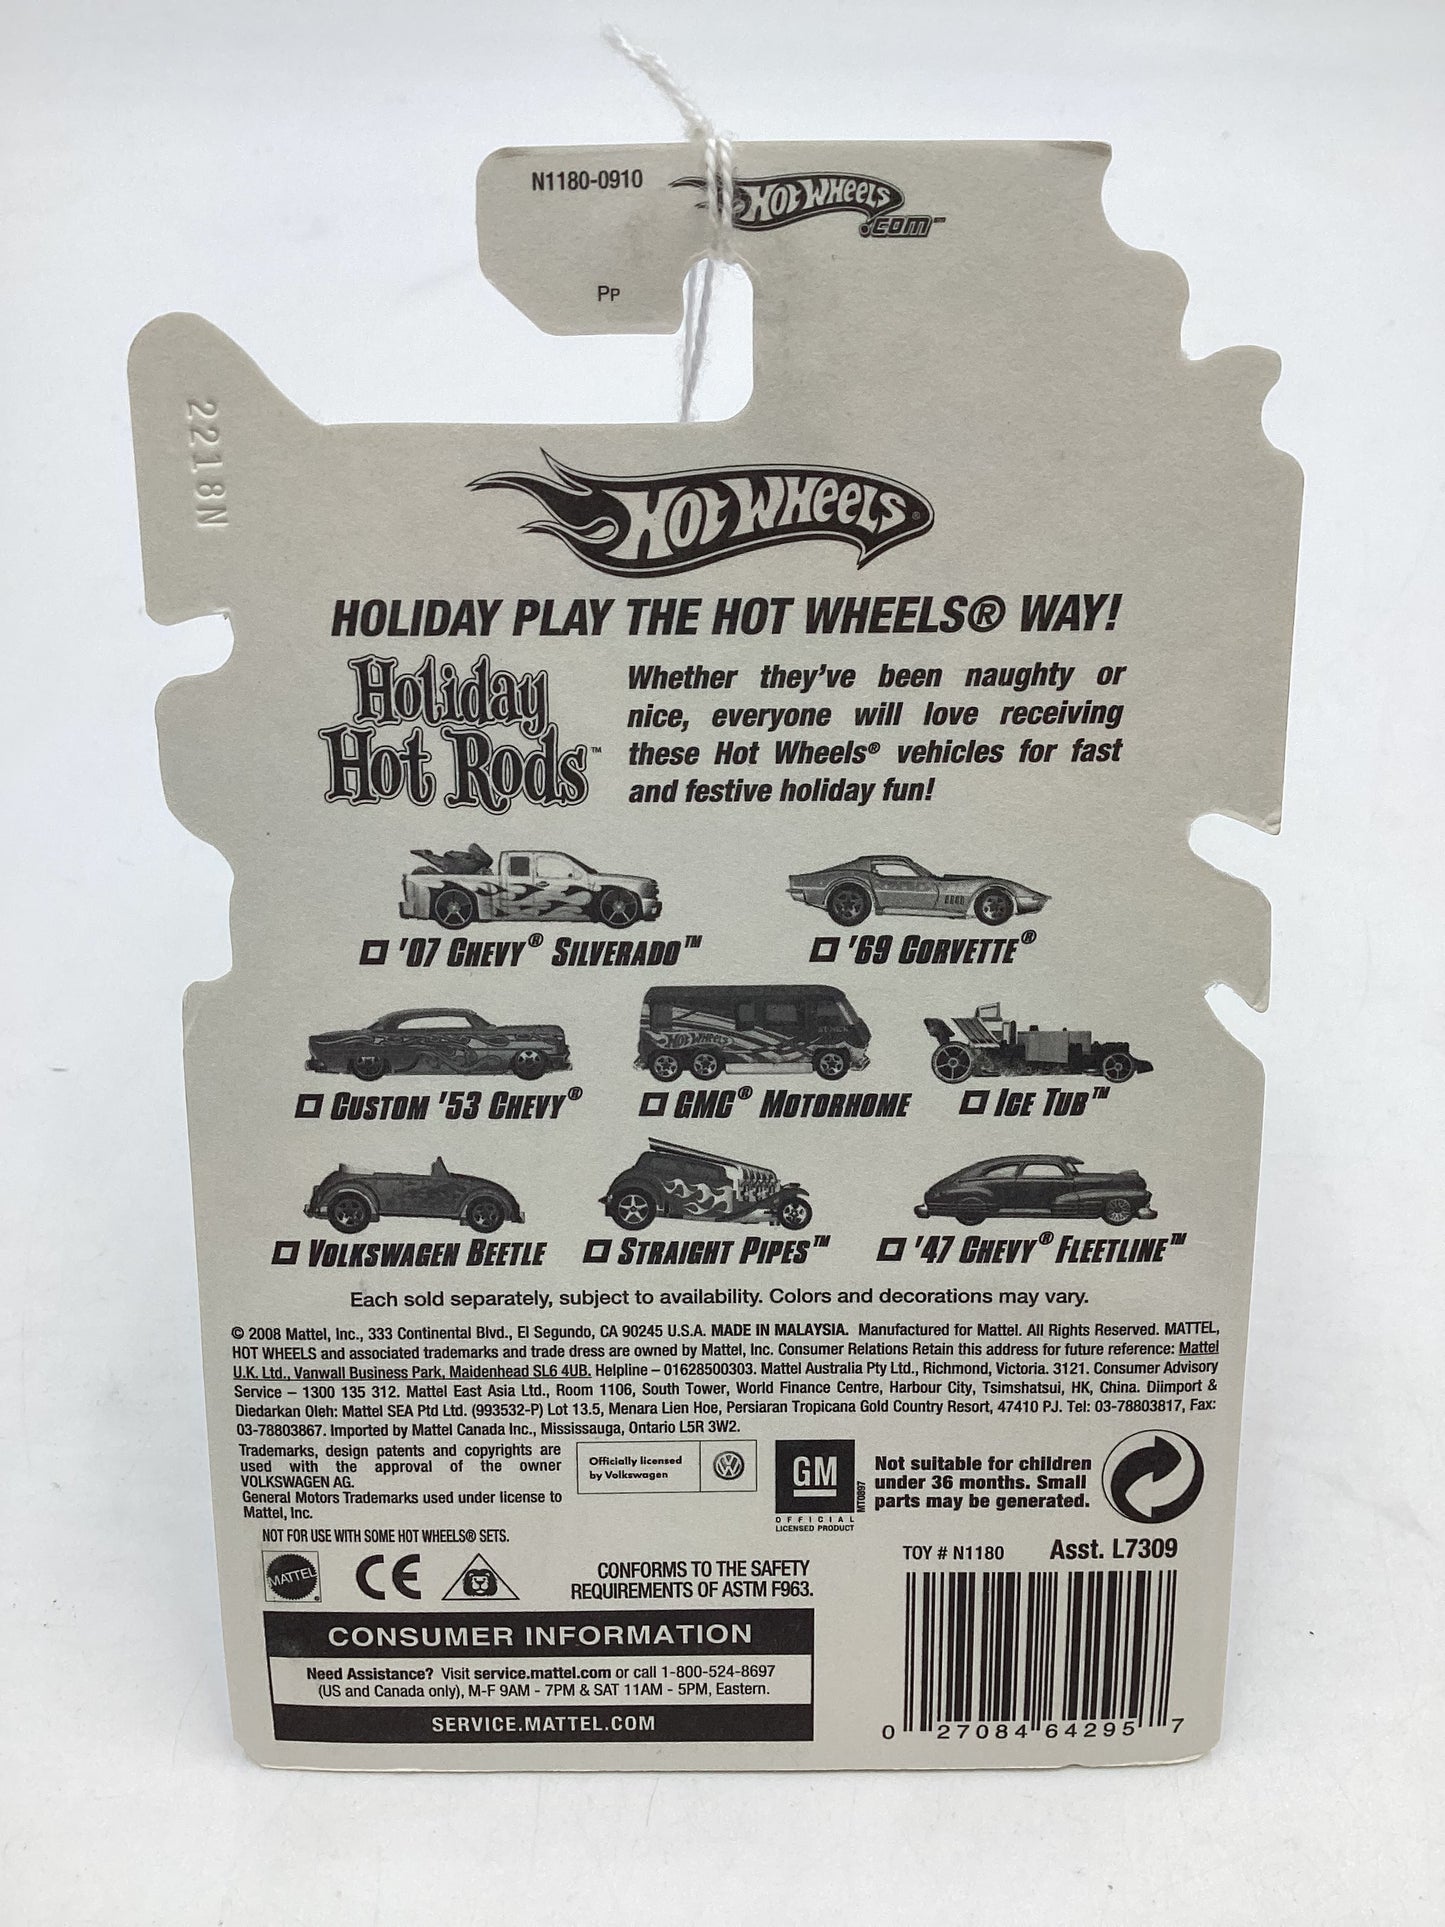 N1180-0910
HOT WHEELS
.COM™
PP
2218N
HOT WHEELS®
HOLIDAY PLAY THE HOT WHEELS® WAY!
Holiday
Hot Rods™
Whether they've been naughty or
nice, everyone will love receiving
these Hot Wheels® vehicles for fast
and festive holiday fun!
'07 CHEVY® SILVERADO™
'69 CORVETTE®
HOT WHEELS
ST. NICK
CUSTOM '53 CHEVY®
GMC® MOTORHOME
ICE TUB™
VOLKSWAGEN BEETLE
STRAIGHT PIPES™
'47 CHEVY® FLEETLINE™
Each sold separately, subject to availability. Colors and decorations may vary.
© 2008 Mattel, Inc., 333 Continental Blvd., El Segundo, CA 90245 U.S.A. MADE IN MALAYSIA. Manufactured for Mattel. All Rights Reserved. MATTEL,
HOT WHEELS and associated trademarks and trade dress are owned by Mattel, Inc. Consumer Relations Retain this address for future reference: Mattel
U.K. Ltd., Vanwall Business Park, Maidenhead SL6 4UB. Helpline – 01628500303. Mattel Australia Pty Ltd., Richmond, Victoria. 3121. Consumer Advisory
Service – 1300 135 312. Mattel East Asia Ltd., Room 1106, South Tower, World Finance Centre, Harbour City, Tsimshatsui, HK, China. Diimport &
Diedarkan Oleh: Mattel SEA Ptd Ltd. (993532-P) Lot 13.5, Menara Lien Hoe, Persiaran Tropicana Gold Country Resort, 47410 PJ. Tel: 03-78803817, Fax:
03-78803867. Imported by Mattel Canada Inc., Mississauga, Ontario L5R 3W2.
Trademarks, design patents and copyrights are
used with the approval of the owner
VOLKSWAGEN AG.
General Motors Trademarks used under license to
Mattel, Inc.
Officially licensed
by Volkswagen
GM
OFFICIAL
LICENSED PRODUCT
MT0897
Not suitable for children
under 36 months. Small
parts may be generated.
NOT FOR USE WITH SOME HOT WHEELS® SETS.
MATTEL®
CE
CONFORMS TO THE SAFETY
REQUIREMENTS OF ASTM F963.
TOY # N1180 Asst. L7309
CONSUMER INFORMATION
Need Assistance? Visit service.mattel.com or call 1-800-524-8697
(US and Canada only), M-F 9AM - 7PM & SAT 11AM - 5PM, Eastern.
SERVICE.MATTEL.COM
0 27084 64295 7